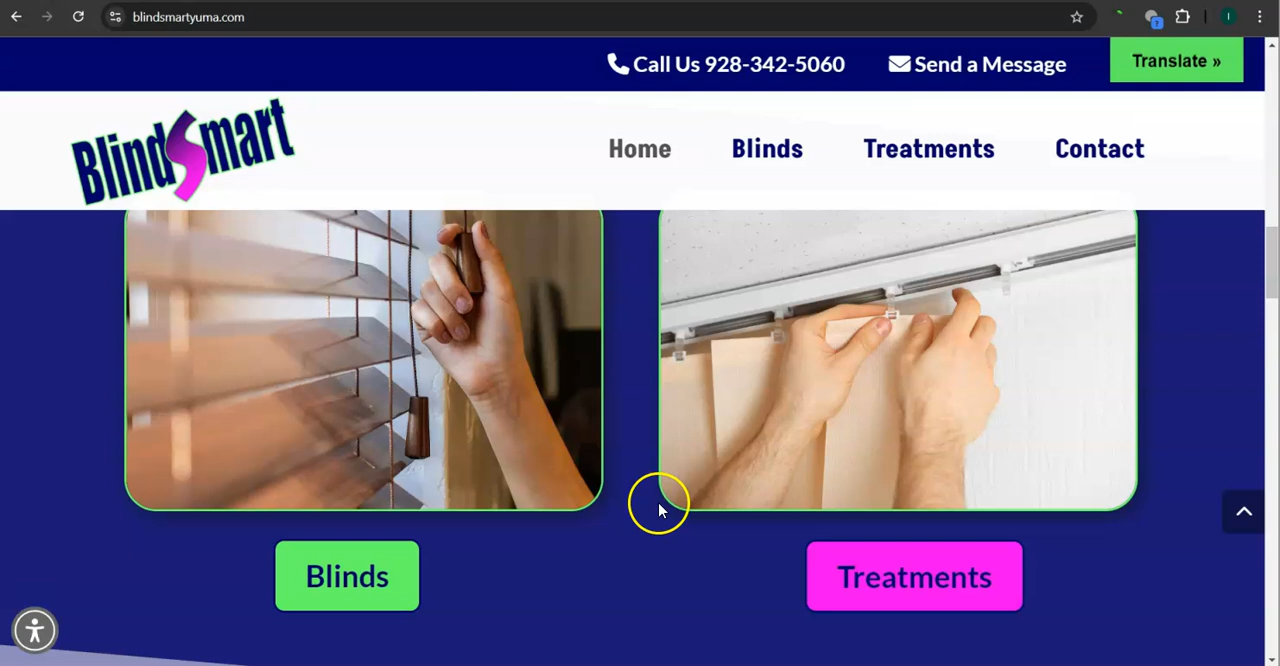 blindsmartyuma.com
Call Us 928-342-5060 Send a Message Translate »
BlindSmart
Home Blinds Treatments Contact
Blinds Treatments